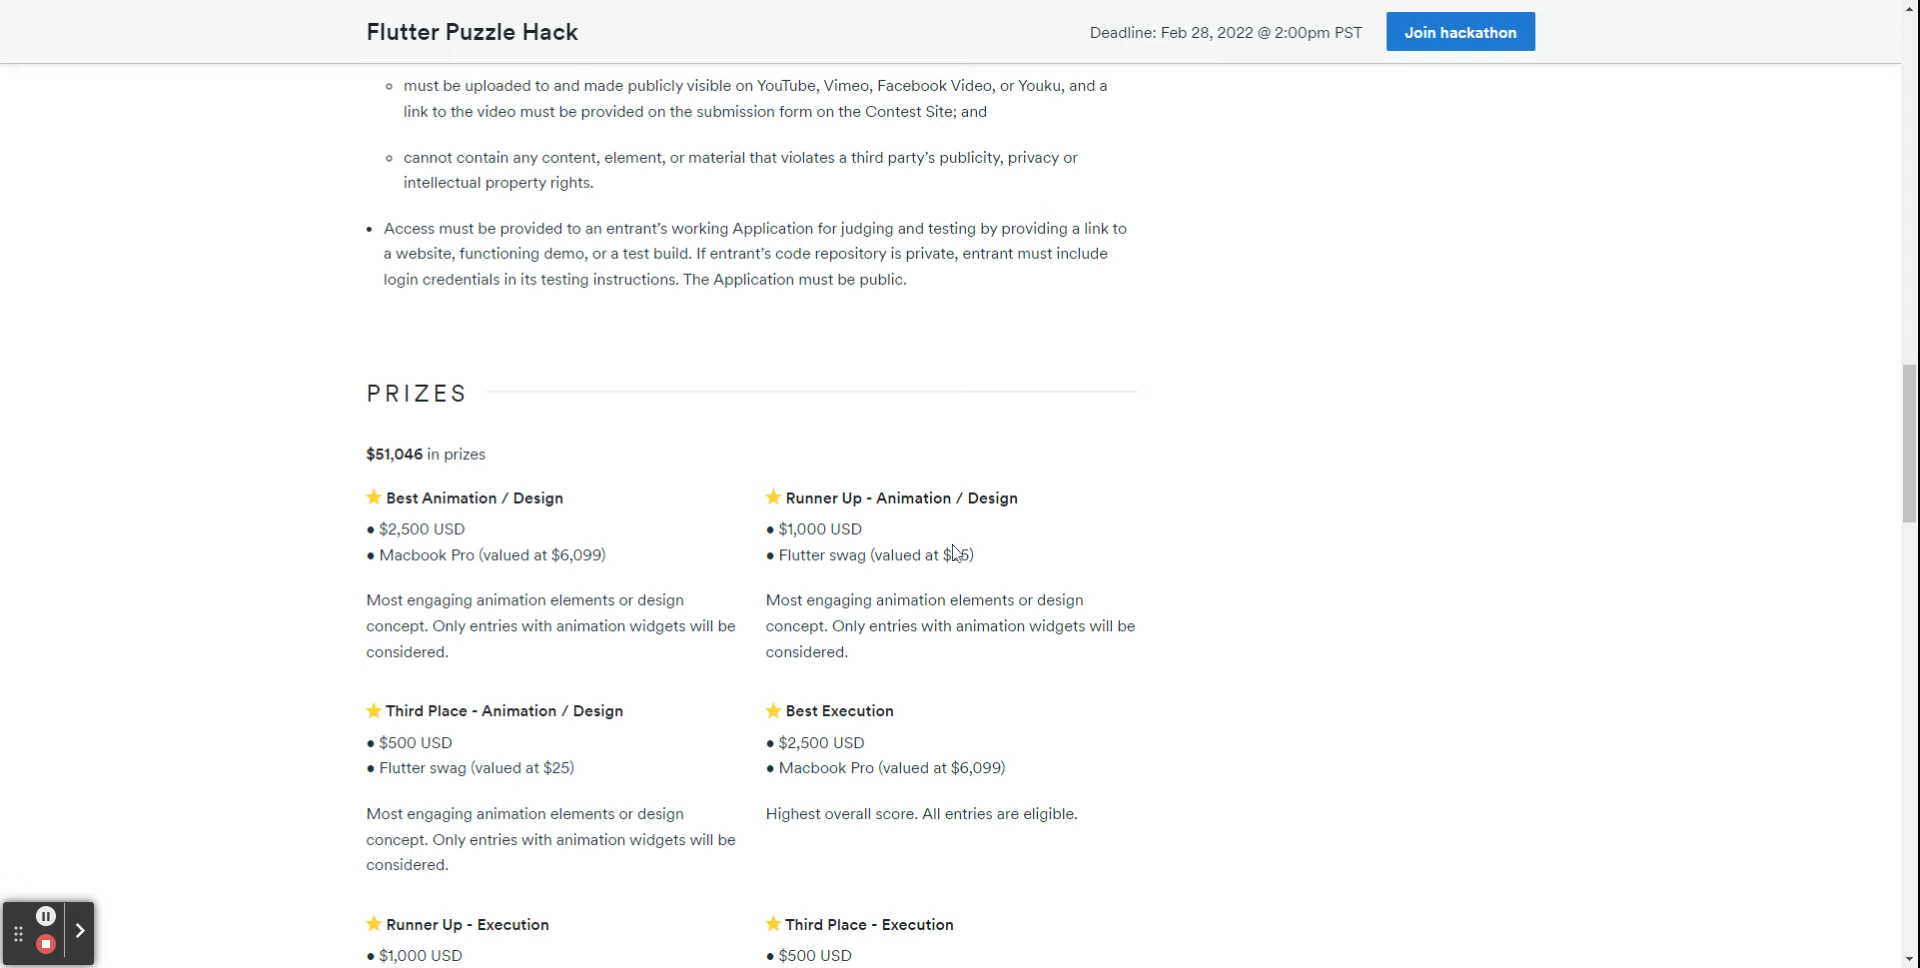 Flutter Puzzle Hack
Deadline: Feb 28, 2022 @ 2:00pm PST
Join hackathon
must be uploaded to and made publicly visible on YouTube, Vimeo, Facebook Video, or Youku, and a
link to the video must be provided on the submission form on the Contest Site; and
cannot contain any content, element, or material that violates a third party's publicity, privacy or
intellectual property rights.
• Access must be provided to an entrant's working Application for judging and testing by providing a link to
a website, functioning demo, or a test build. If entrant's code repository is private, entrant must include
login credentials in its testing instructions. The Application must be public.
PRIZES
$51,046 in prizes
⭐ Best Animation / Design
• $2,500 USD
• Macbook Pro (valued at $6,099)
Most engaging animation elements or design
concept. Only entries with animation widgets will be
considered.
⭐ Runner Up - Animation / Design
• $1,000 USD
• Flutter swag (valued at
Most engaging animation elements or design
concept. Only entries with animation widgets will be
considered.
⭐ Third Place - Animation / Design
• $500 USD
• Flutter swag (valued at $25)
Most engaging animation elements or design
concept. Only entries with animation widgets will be
considered.
⭐ Best Execution
• $2,500 USD
• Macbook Pro (valued at $6,099)
Highest overall score. All entries are eligible.
⭐ Runner Up - Execution
• $1,000 USD
⭐ Third Place - Execution
• $500 USD